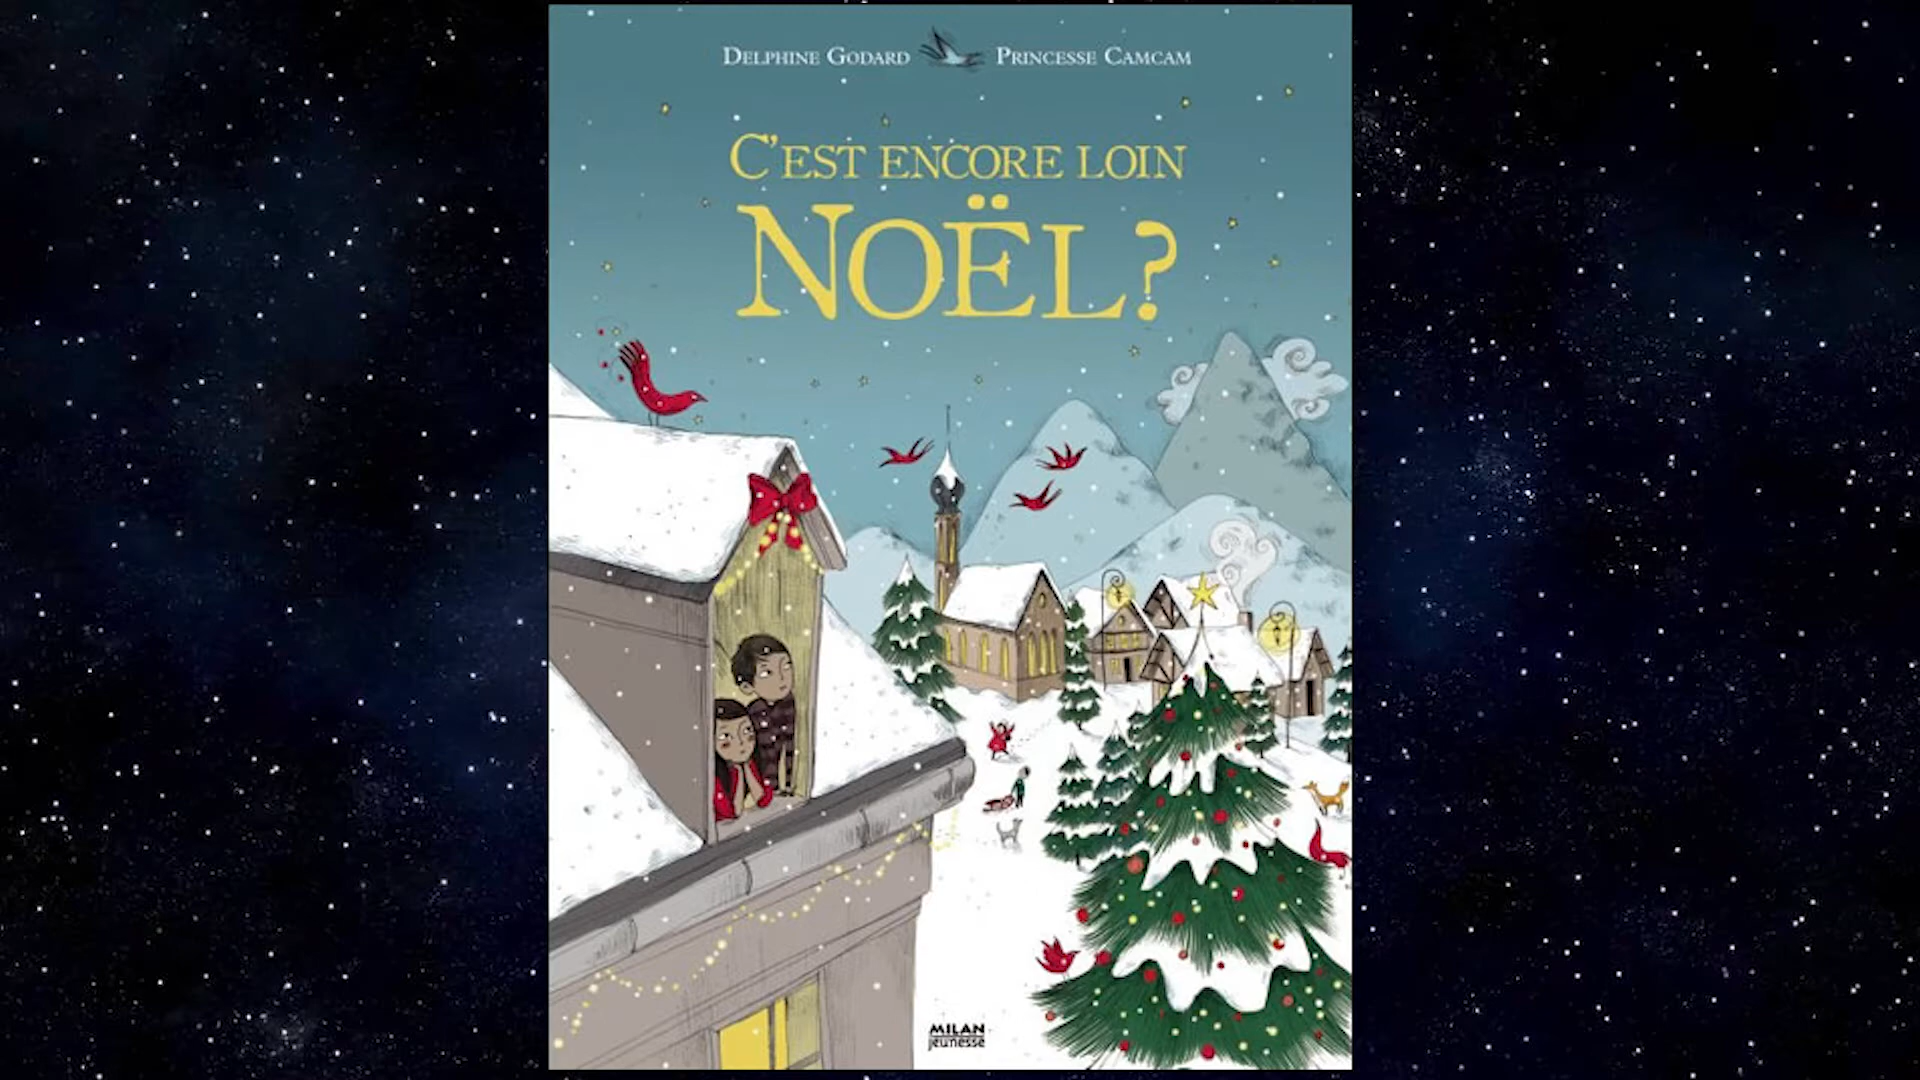 DELPHINE GODARD PRINCESSE CAMCAM
C'EST ENCORE LOIN
NOËL?
MILAN
jeunesse